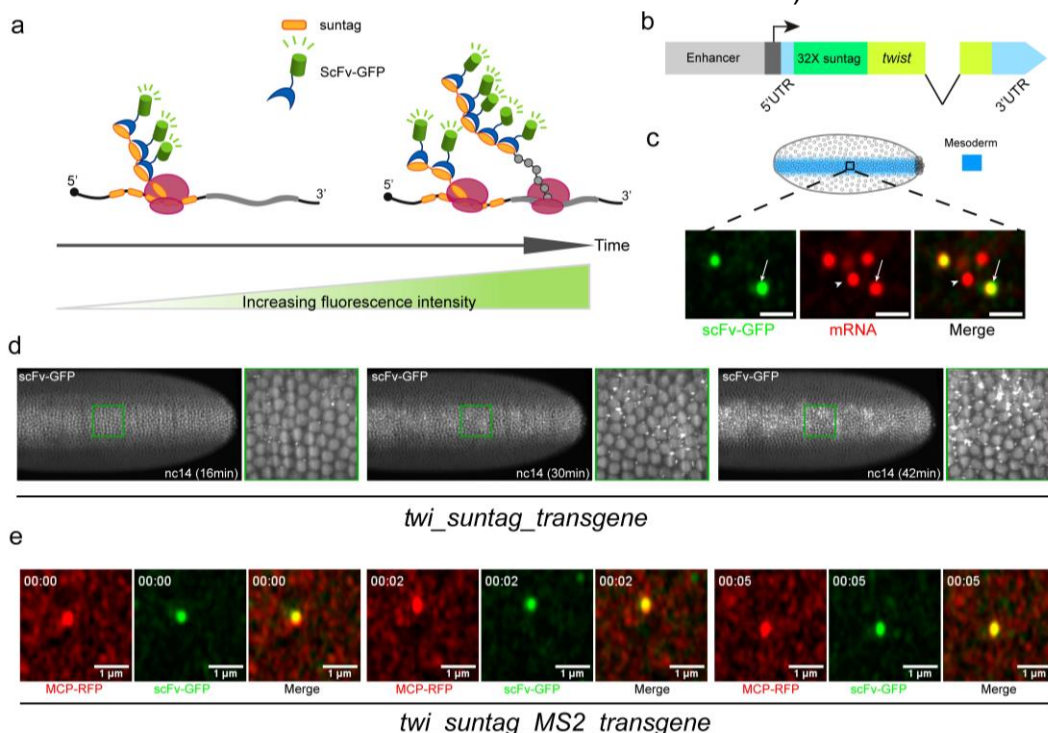 a
suntag
ScFv-GFP
5'
3'
5'
3'
Time
Increasing fluorescence intensity
b
Enhancer
32X suntag
twist
5'UTR
3'UTR
c
Mesoderm
scFv-GFP
mRNA
Merge
d
scFv-GFP
nc14 (16min)
scFv-GFP
nc14 (30min)
scFv-GFP
nc14 (42min)
twi_suntag_transgene
e
00:00
00:00
00:00
00:02
00:02
00:02
00:05
00:05
00:05
1 µm
1 µm
1 µm
1 µm
1 µm
1 µm
1 µm
1 µm
1 µm
MCP-RFP
scFv-GFP
Merge
MCP-RFP
scFv-GFP
Merge
MCP-RFP
scFv-GFP
Merge
twi_suntag_MS2_transgene